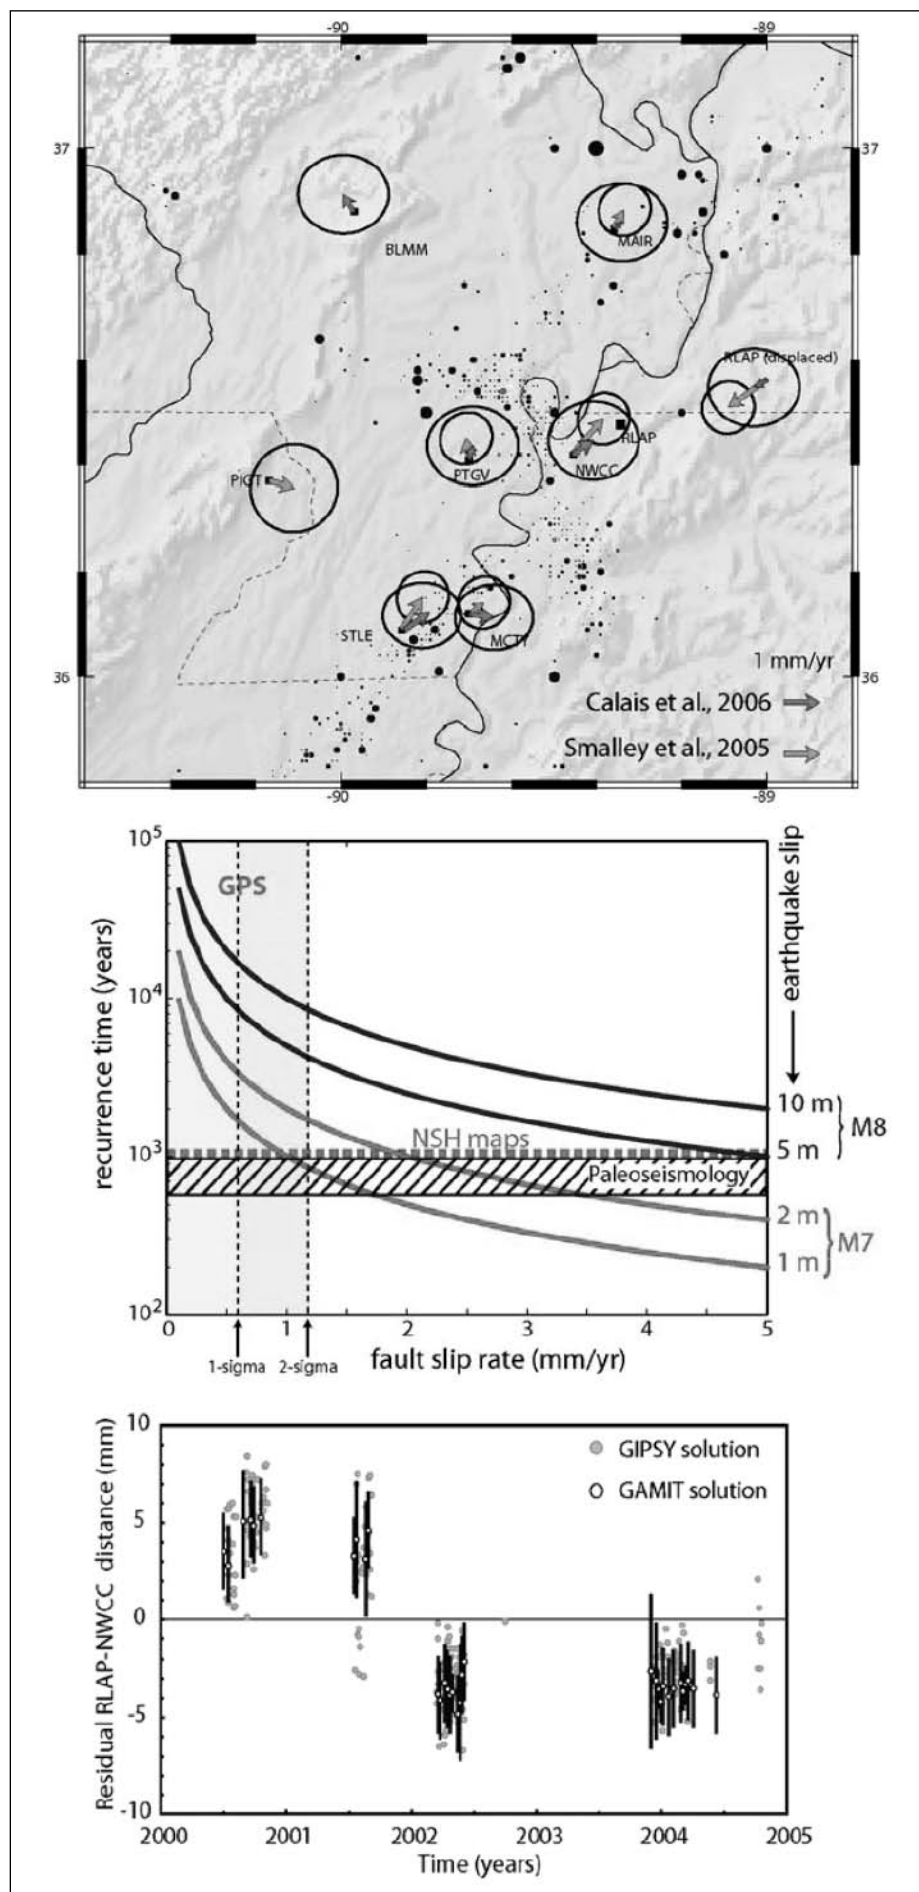 -90
-89
37
37
BLMM
MAIR
RLAP (displaced)
RLAP
NWCC
PTGV
PIGT
STLE
MCTY
1 mm/yr
36
36
Calais et al., 2006
Smalley et al., 2005
-90
-89
10⁵
GPS
earthquake slip
recurrence time (years)
10⁴
10 m
M8
NSH maps
5 m
10³
Paleoseismology
2 m
M7
1 m
10²
0 1 2 3 4 5
1-sigma
2-sigma
fault slip rate (mm/yr)
10
GIPSY solution
GAMIT solution
5
Residual RLAP-NWCC distance (mm)
0
-5
-10
2000 2001 2002 2003 2004 2005
Time (years)